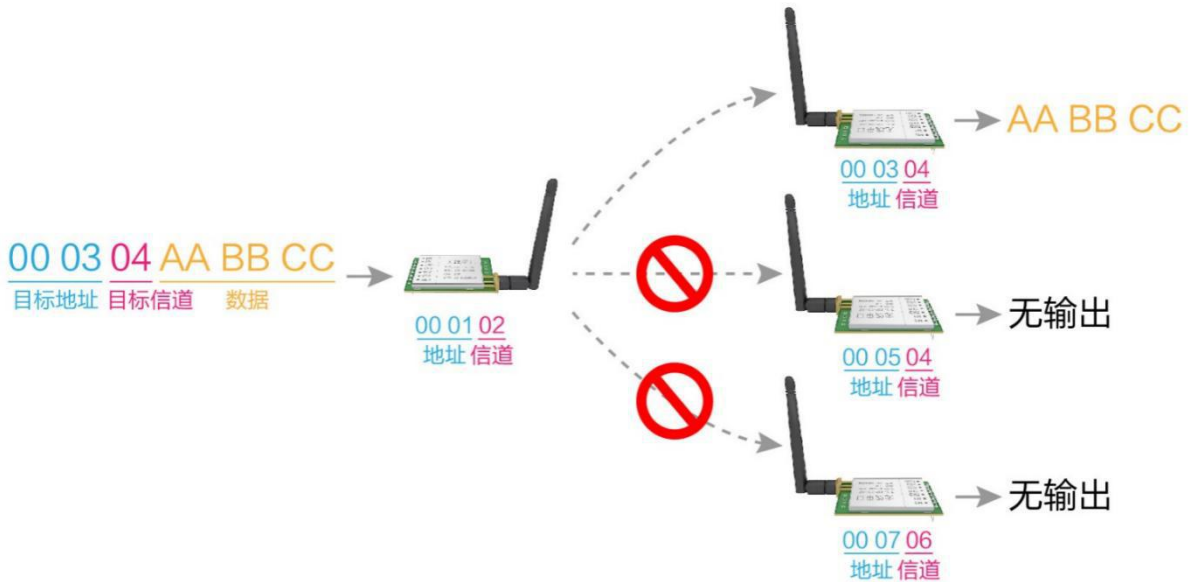 AA BB CC
00 03 04
地址 信道
00 03 04 AA BB CC
目标地址 目标信道 数据
00 01 02
地址 信道
无输出
00 05 04
地址 信道
无输出
00 07 06
地址 信道